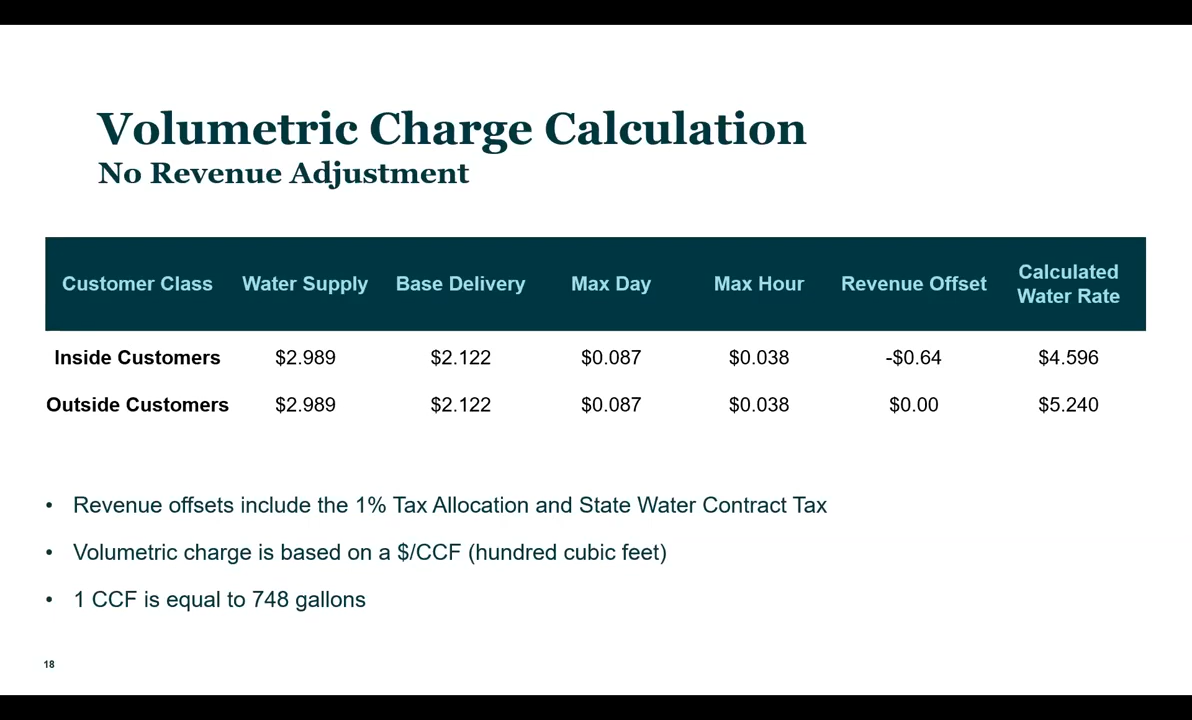 Volumetric Charge Calculation
No Revenue Adjustment
Customer Class Water Supply Base Delivery Max Day Max Hour Revenue Offset Calculated Water Rate
Inside Customers $2.989 $2.122 $0.087 $0.038 -$0.64 $4.596
Outside Customers $2.989 $2.122 $0.087 $0.038 $0.00 $5.240
• Revenue offsets include the 1% Tax Allocation and State Water Contract Tax
• Volumetric charge is based on a $/CCF (hundred cubic feet)
• 1 CCF is equal to 748 gallons
18